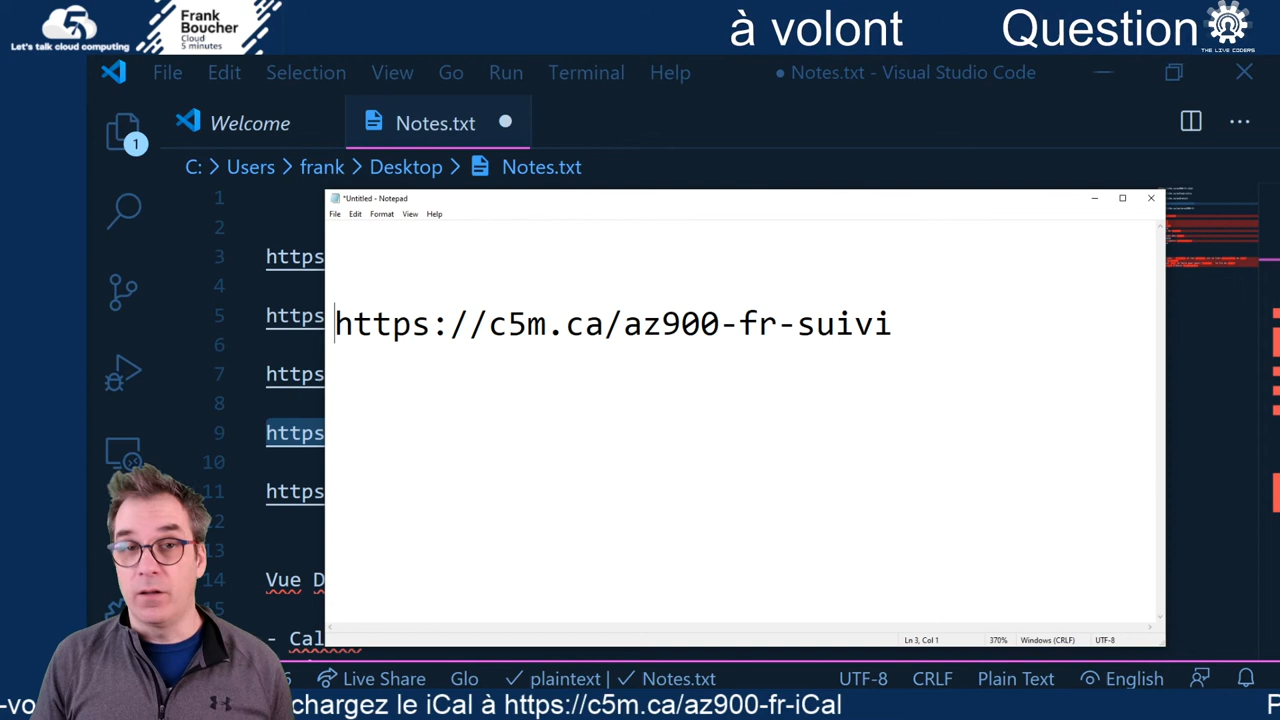 5
Let's talk cloud computing
Frank
Boucher
Cloud
5 minutes
à volont
Question
THE LIVE CODERS
File Edit Selection View Go Run Terminal Help
● Notes.txt - Visual Studio Code
Welcome
Notes.txt
1
C: > Users > frank > Desktop > Notes.txt
*Untitled - Notepad
File Edit Format View Help
1
2
3 https
4
5 https
6
7 https
8
9 https
10
11 https
12
13
14 Vue D
15
- Cal
https://c5m.ca/az900-fr-suivi
Ln 3, Col 1 370% Windows (CRLF) UTF-8
Live Share Glo plaintext Notes.txt UTF-8 CRLF Plain Text English
chargez le iCal à https://c5m.ca/az900-fr-iCal